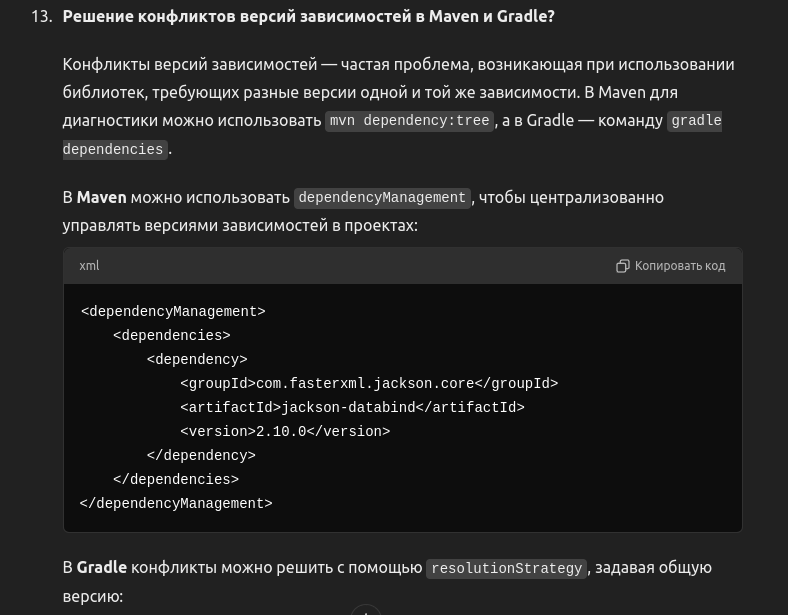 13. Решение конфликтов версий зависимостей в Maven и Gradle?
Конфликты версий зависимостей — частая проблема, возникающая при использовании
библиотек, требующих разные версии одной и той же зависимости. В Maven для
диагностики можно использовать mvn dependency:tree, а в Gradle — команду gradle
dependencies.
В Maven можно использовать dependencyManagement, чтобы централизованно
управлять версиями зависимостей в проектах:
xml Копировать код
<dependencyManagement>
    <dependencies>
        <dependency>
            <groupId>com.fasterxml.jackson.core</groupId>
            <artifactId>jackson-databind</artifactId>
            <version>2.10.0</version>
        </dependency>
    </dependencies>
</dependencyManagement>
В Gradle конфликты можно решить с помощью resolutionStrategy, задавая общую
версию: